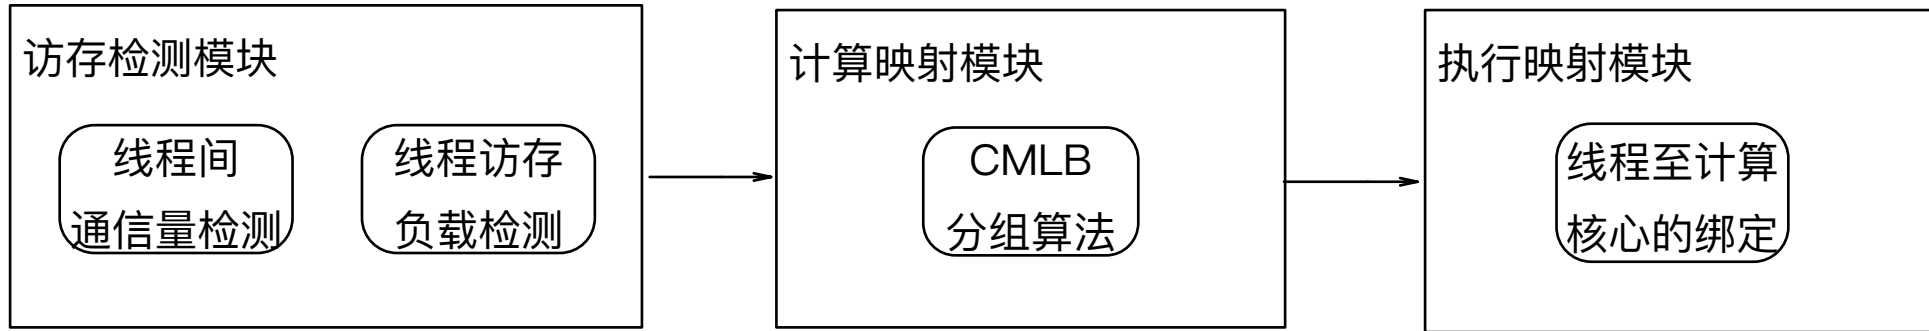 访存检测模块
线程间
通信量检测
线程访存
负载检测
计算映射模块
CMLB
分组算法
执行映射模块
线程至计算
核心的绑定